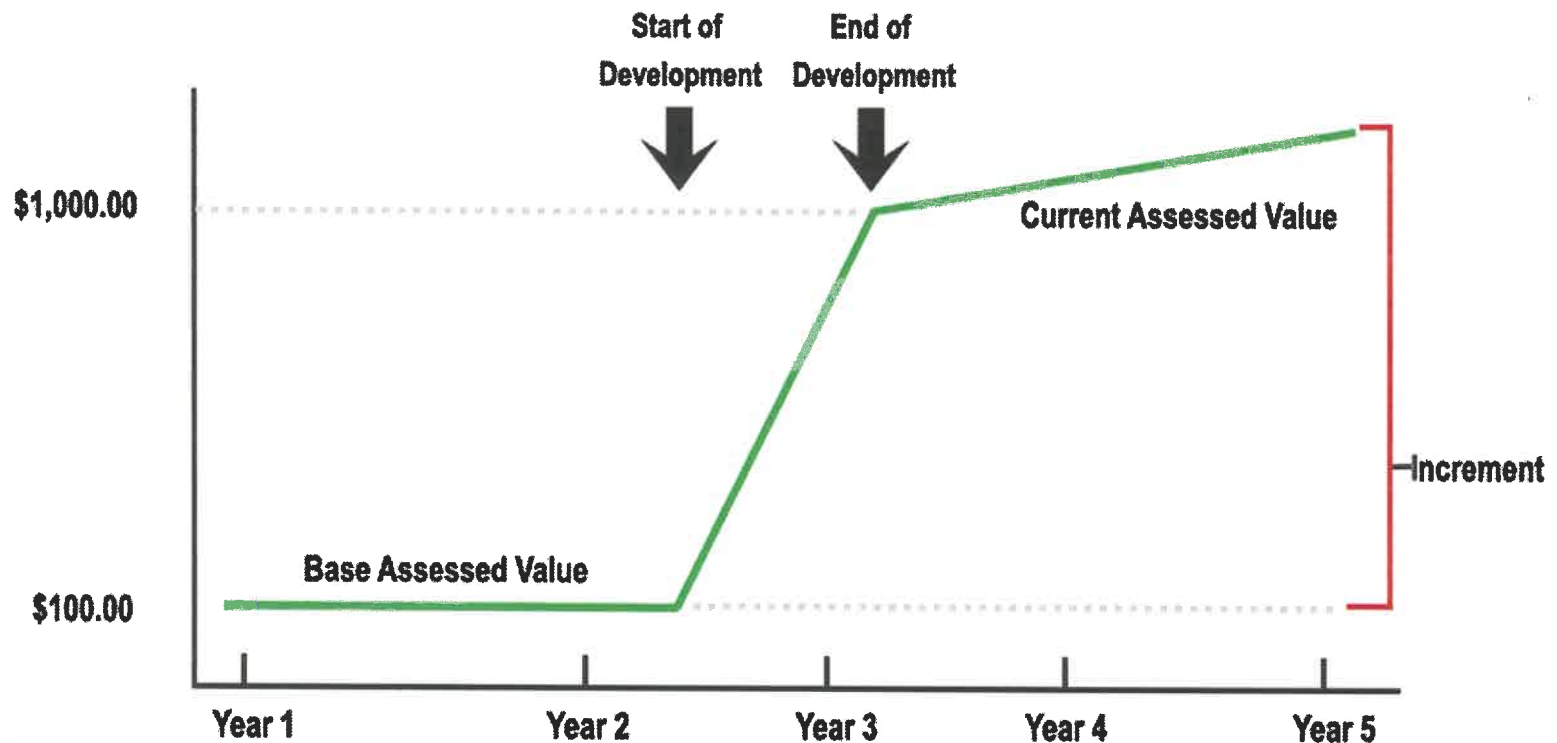 Start of
Development
End of
Development
$1,000.00
Current Assessed Value
Increment
Base Assessed Value
$100.00
Year 1
Year 2
Year 3
Year 4
Year 5